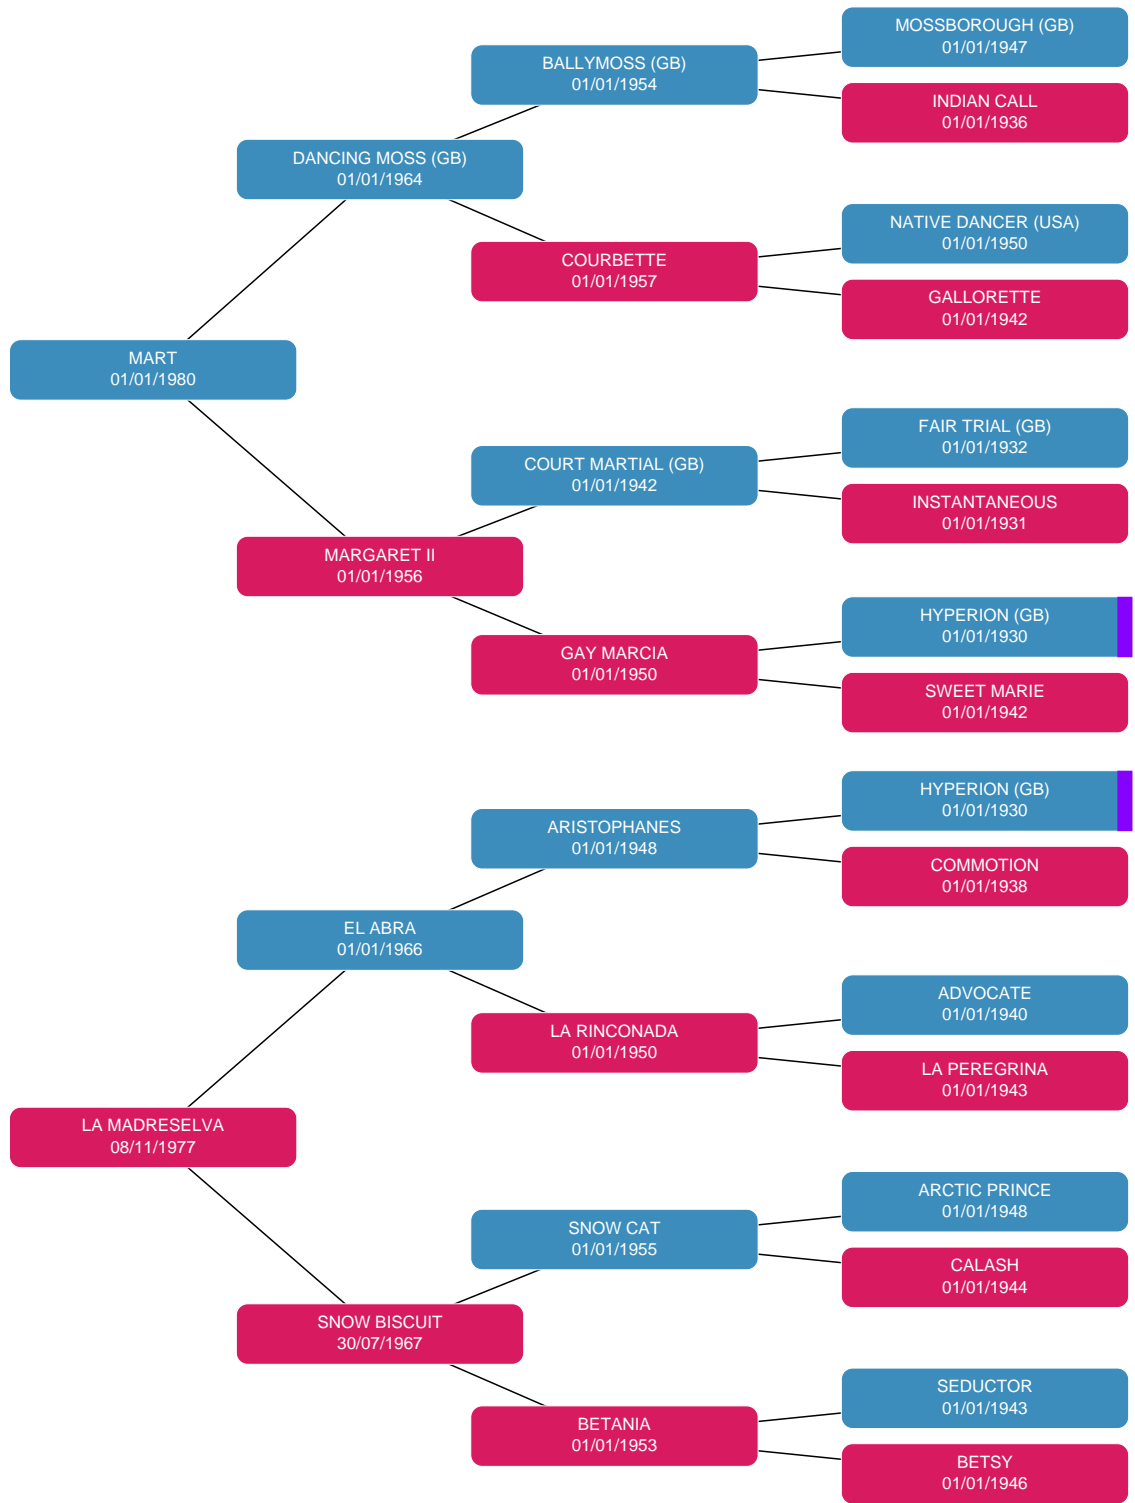 MOSSBOROUGH (GB)
01/01/1947
BALLYMOSS (GB)
01/01/1954
INDIAN CALL
01/01/1936
DANCING MOSS (GB)
01/01/1964
NATIVE DANCER (USA)
01/01/1950
COURBETTE
01/01/1957
GALLORETTE
01/01/1942
MART
01/01/1980
FAIR TRIAL (GB)
01/01/1932
COURT MARTIAL (GB)
01/01/1942
INSTANTANEOUS
01/01/1931
MARGARET II
01/01/1956
HYPERION (GB)
01/01/1930
GAY MARCIA
01/01/1950
SWEET MARIE
01/01/1942
HYPERION (GB)
01/01/1930
ARISTOPHANES
01/01/1948
COMMOTION
01/01/1938
EL ABRA
01/01/1966
ADVOCATE
01/01/1940
LA RINCONADA
01/01/1950
LA PEREGRINA
01/01/1943
LA MADRESELVA
08/11/1977
ARCTIC PRINCE
01/01/1948
SNOW CAT
01/01/1955
CALASH
01/01/1944
SNOW BISCUIT
30/07/1967
SEDUCTOR
01/01/1943
BETANIA
01/01/1953
BETSY
01/01/1946